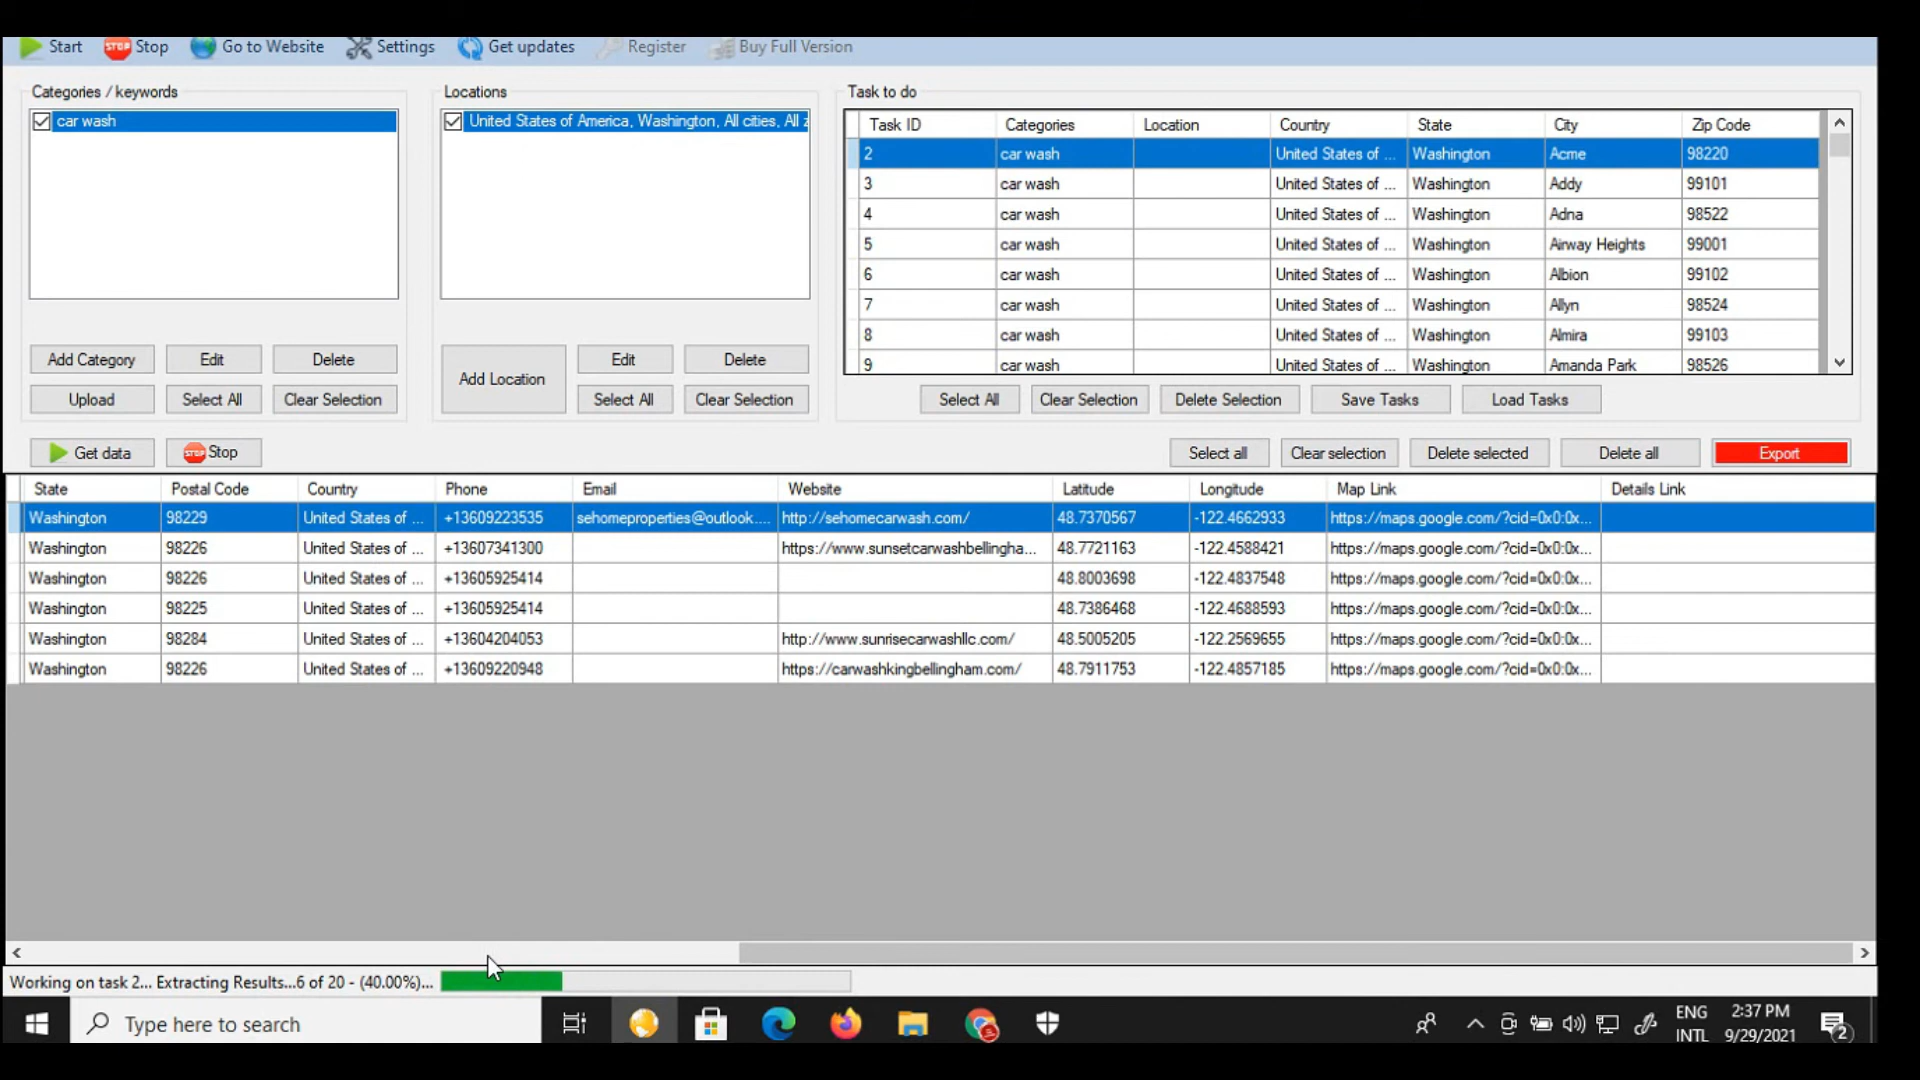 Start Stop Go to Website Settings Get updates Register Buy Full Version
Categories / keywords
car wash
Add Category Edit Delete
Upload Select All Clear Selection
Locations
United States of America, Washington, All cities, All z
Add Location Edit Delete
Select All Clear Selection
Task to do
Task ID Categories Location Country State City Zip Code
2 car wash United States of ... Washington Acme 98220
3 car wash United States of ... Washington Addy 99101
4 car wash United States of ... Washington Adna 98522
5 car wash United States of ... Washington Airway Heights 99001
6 car wash United States of ... Washington Albion 99102
7 car wash United States of ... Washington Allyn 98524
8 car wash United States of ... Washington Almira 99103
9 car wash United States of ... Washington Amanda Park 98526
Select All Clear Selection Delete Selection Save Tasks Load Tasks
Get data STOP Stop Select all Clear selection Delete selected Delete all Export
State Postal Code Country Phone Email Website Latitude Longitude Map Link Details Link
Washington 98229 United States of ... +13609223535 sehomeproperties@outlook.... http://sehomecarwash.com/ 48.7370567 -122.4662933 https://maps.google.com/?cid=0x0:0x...
Washington 98226 United States of ... +13607341300 https://www.sunsetcarwashbellingha... 48.7721163 -122.4588421 https://maps.google.com/?cid=0x0:0x...
Washington 98226 United States of ... +13605925414 48.8003698 -122.4837548 https://maps.google.com/?cid=0x0:0x...
Washington 98225 United States of ... +13605925414 48.7386468 -122.4688593 https://maps.google.com/?cid=0x0:0x...
Washington 98284 United States of ... +13604204053 http://www.sunrisecarwashllc.com/ 48.5005205 -122.2569655 https://maps.google.com/?cid=0x0:0x...
Washington 98226 United States of ... +13609220948 https://carwashkingbellingham.com/ 48.7911753 -122.4857185 https://maps.google.com/?cid=0x0:0x...
Working on task 2... Extracting Results...6 of 20 - (40.00%)...
Type here to search
ENG
INTL
2:37 PM
9/29/2021
2